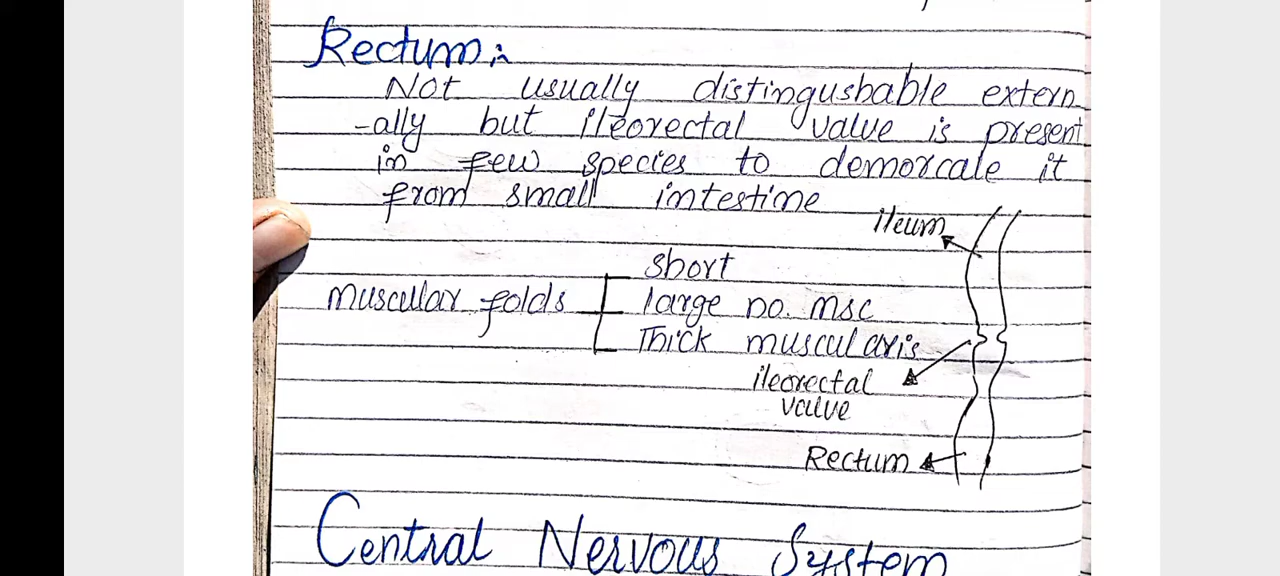 Rectum :-
Not usually distingushable extern
-ally but ileorectal value is present
in few species to demorcale it
from small intestine
ileum
short
muscular folds large no. msc
Thick muscularis
ileorectal
value
Rectum
Central Nervous System